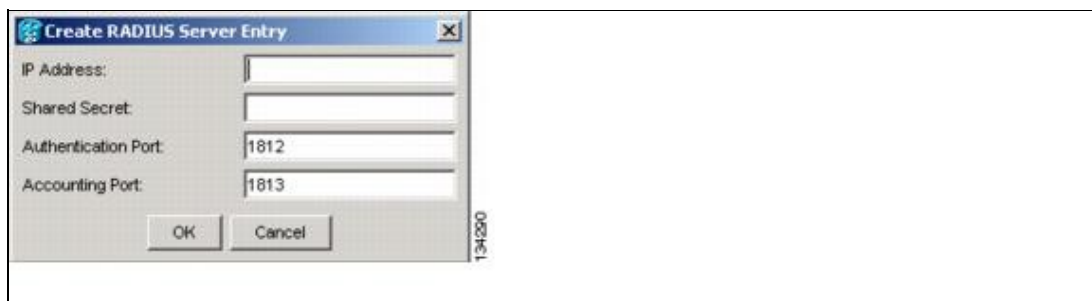 Create RADIUS Server Entry
IP Address:
Shared Secret:
Authentication Port: 1812
Accounting Port: 1813
OK Cancel
134290